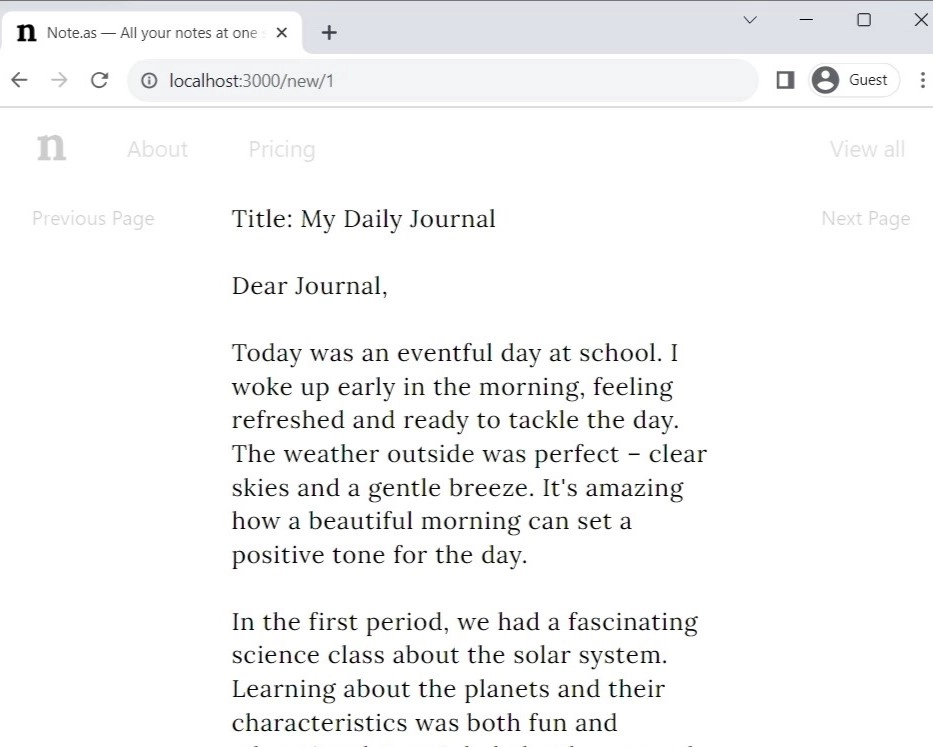 n Note.as — All your notes at one
localhost:3000/new/1
Guest
n About Pricing View all
Previous Page
Next Page
Title: My Daily Journal
Dear Journal,
Today was an eventful day at school. I
woke up early in the morning, feeling
refreshed and ready to tackle the day.
The weather outside was perfect – clear
skies and a gentle breeze. It's amazing
how a beautiful morning can set a
positive tone for the day.
In the first period, we had a fascinating
science class about the solar system.
Learning about the planets and their
characteristics was both fun and